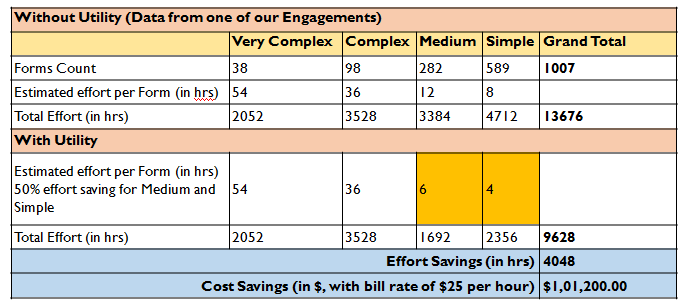 Without Utility (Data from one of our Engagements)
Very Complex Complex Medium Simple Grand Total
Forms Count 38 98 282 589 1007
Estimated effort per Form (in hrs) 54 36 12 8
Total Effort (in hrs) 2052 3528 3384 4712 13676
With Utility
Estimated effort per Form (in hrs)
50% effort saving for Medium and 54 36 6 4
Simple
Total Effort (in hrs) 2052 3528 1692 2356 9628
Effort Savings (in hrs) 4048
Cost Savings (in $, with bill rate of $25 per hour) $1,01,200.00